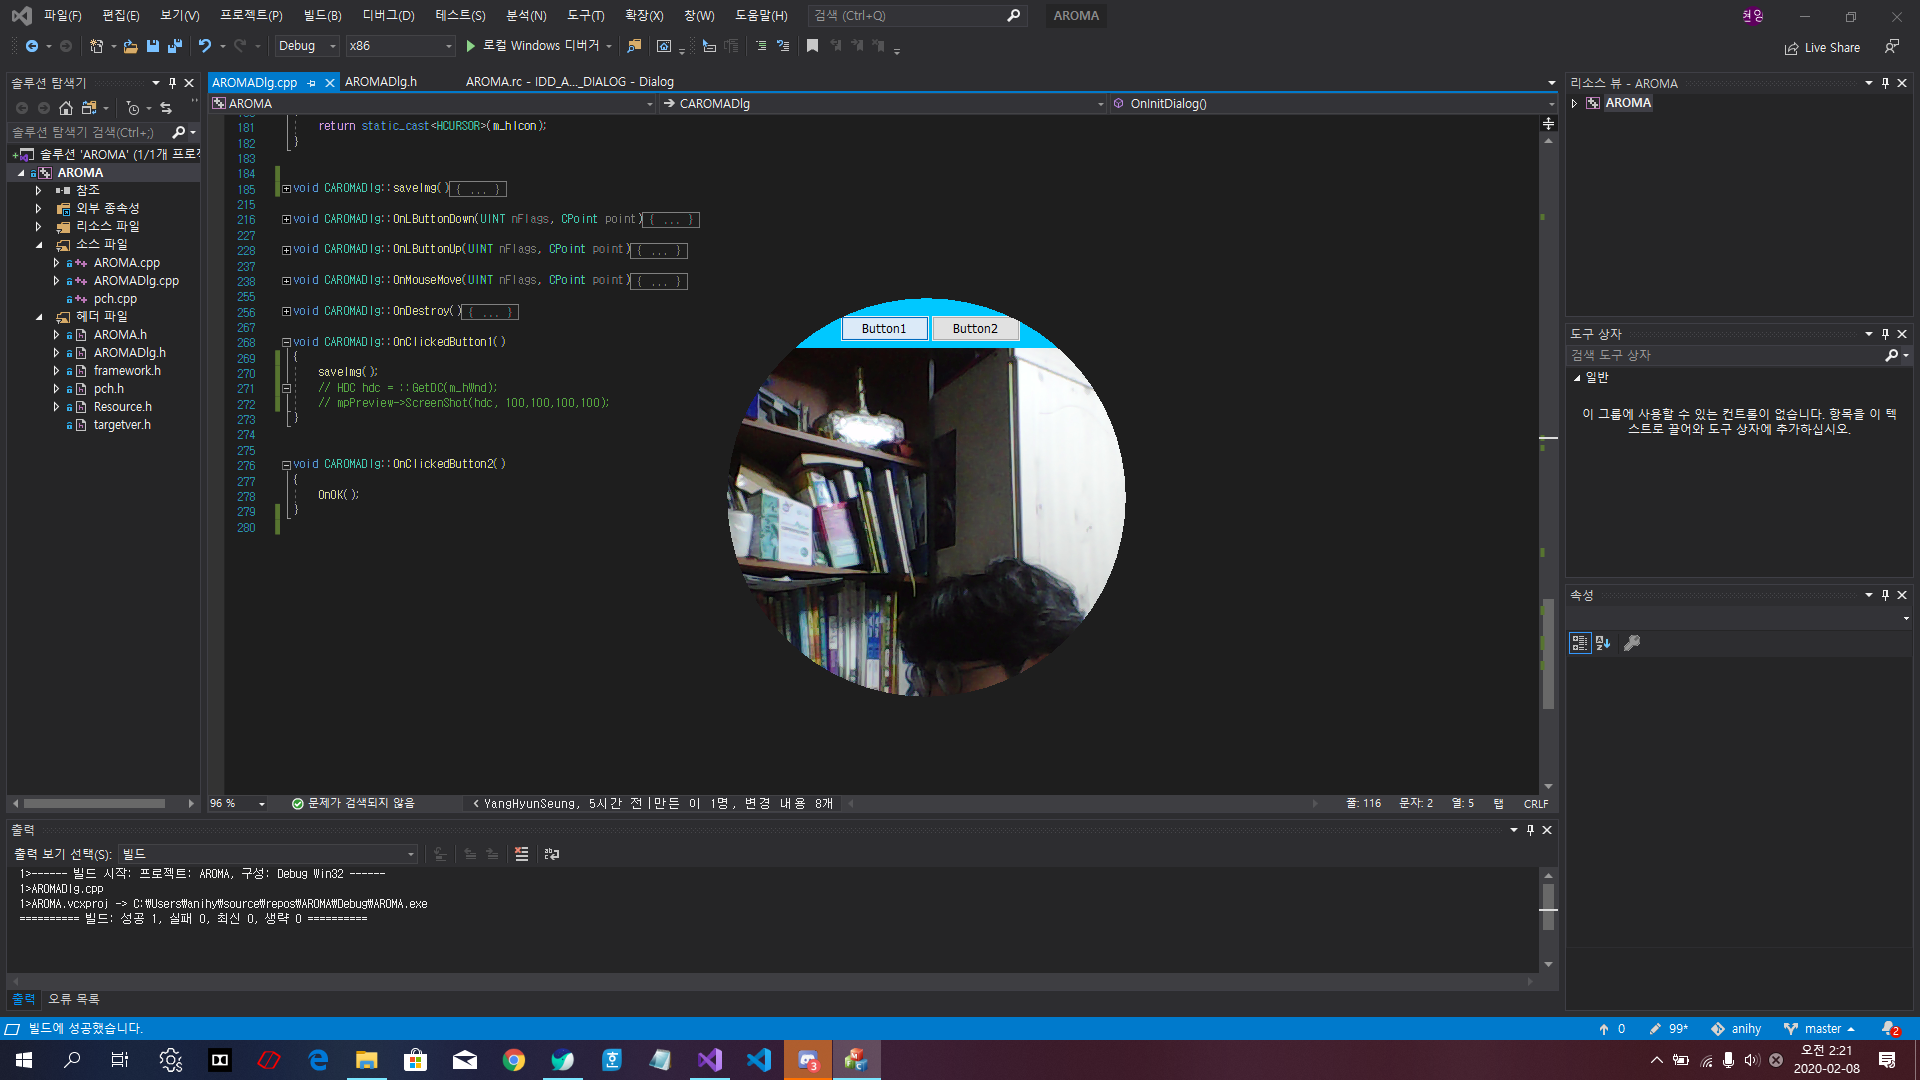 파일(F) 편집(E) 보기(V) 프로젝트(P) 빌드(B) 디버그(D) 테스트(S) 분석(N) 도구(T) 확장(X) 창(W) 도움말(H) 검색 (Ctrl+Q) AROMA
Debug x86 로컬 Windows 디버거 Live Share
솔루션 탐색기
솔루션 탐색기 검색(Ctrl+;)
솔루션 'AROMA' (1/1개 프로젝
AROMA
참조
외부 종속성
리소스 파일
소스 파일
AROMA.cpp
AROMADlg.cpp
pch.cpp
헤더 파일
AROMA.h
AROMADlg.h
framework.h
pch.h
Resource.h
targetver.h
AROMADlg.cpp AROMADlg.h AROMA.rc - IDD_A..._DIALOG - Dialog
AROMA CAROMADlg OnInitDialog()
181 return static_cast<HCURSOR>(m_hIcon);
182 }
183
184
185 void CAROMADlg::saveImg(){ ... }
215
216 void CAROMADlg::OnLButtonDown(UINT nFlags, CPoint point){ ... }
227
228 void CAROMADlg::OnLButtonUp(UINT nFlags, CPoint point){ ... }
237
238 void CAROMADlg::OnMouseMove(UINT nFlags, CPoint point){ ... }
255
256 void CAROMADlg::OnDestroy(){ ... }
267
268 void CAROMADlg::OnClickedButton1()
269 {
270 saveImg();
271 // HDC hdc = ::GetDC(m_hWnd);
272 // mpPreview->ScreenShot(hdc, 100,100,100,100);
273 }
274
275
276 void CAROMADlg::OnClickedButton2()
277 {
278 OnOK();
279 }
280
Button1 Button2
96 % 문제가 검색되지 않음 < YangHyunSeung, 5시간 전|만든 이 1명, 변경 내용 8개 줄: 116 문자: 2 열: 5 탭 CRLF
리소스 뷰 - AROMA
AROMA
도구 상자
검색 도구 상자
일반
이 그룹에 사용할 수 있는 컨트롤이 없습니다. 항목을 이 텍
스트로 끌어와 도구 상자에 추가하십시오.
속성
출력
출력 보기 선택(S): 빌드
1>------ 빌드 시작: 프로젝트: AROMA, 구성: Debug Win32 ------
1>AROMADlg.cpp
1>AROMA.vcxproj -> C:₩Users₩anihy₩source₩repos₩AROMA₩Debug₩AROMA.exe
========== 빌드: 성공 1, 실패 0, 최신 0, 생략 0 ==========
출력 오류 목록
빌드에 성공했습니다. 0 99* anihy master 2
3 오전 2:21
2020-02-08